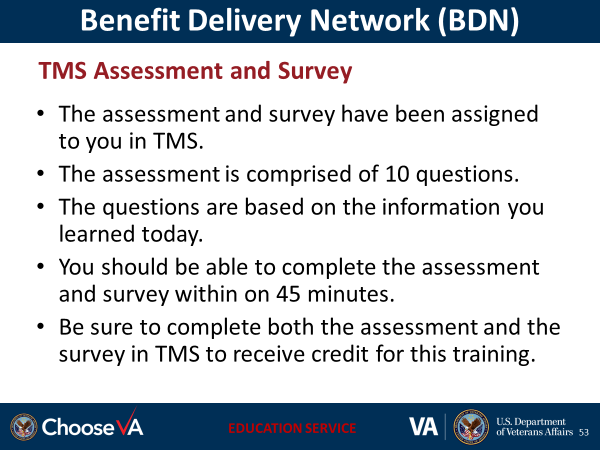 Benefit Delivery Network (BDN)
TMS Assessment and Survey
• The assessment and survey have been assigned
to you in TMS.
• The assessment is comprised of 10 questions.
• The questions are based on the information you
learned today.
• You should be able to complete the assessment
and survey within on 45 minutes.
• Be sure to complete both the assessment and the
survey in TMS to receive credit for this training.
ChooseVA
EDUCATION SERVICE
VA
U.S. Department
of Veterans Affairs
53